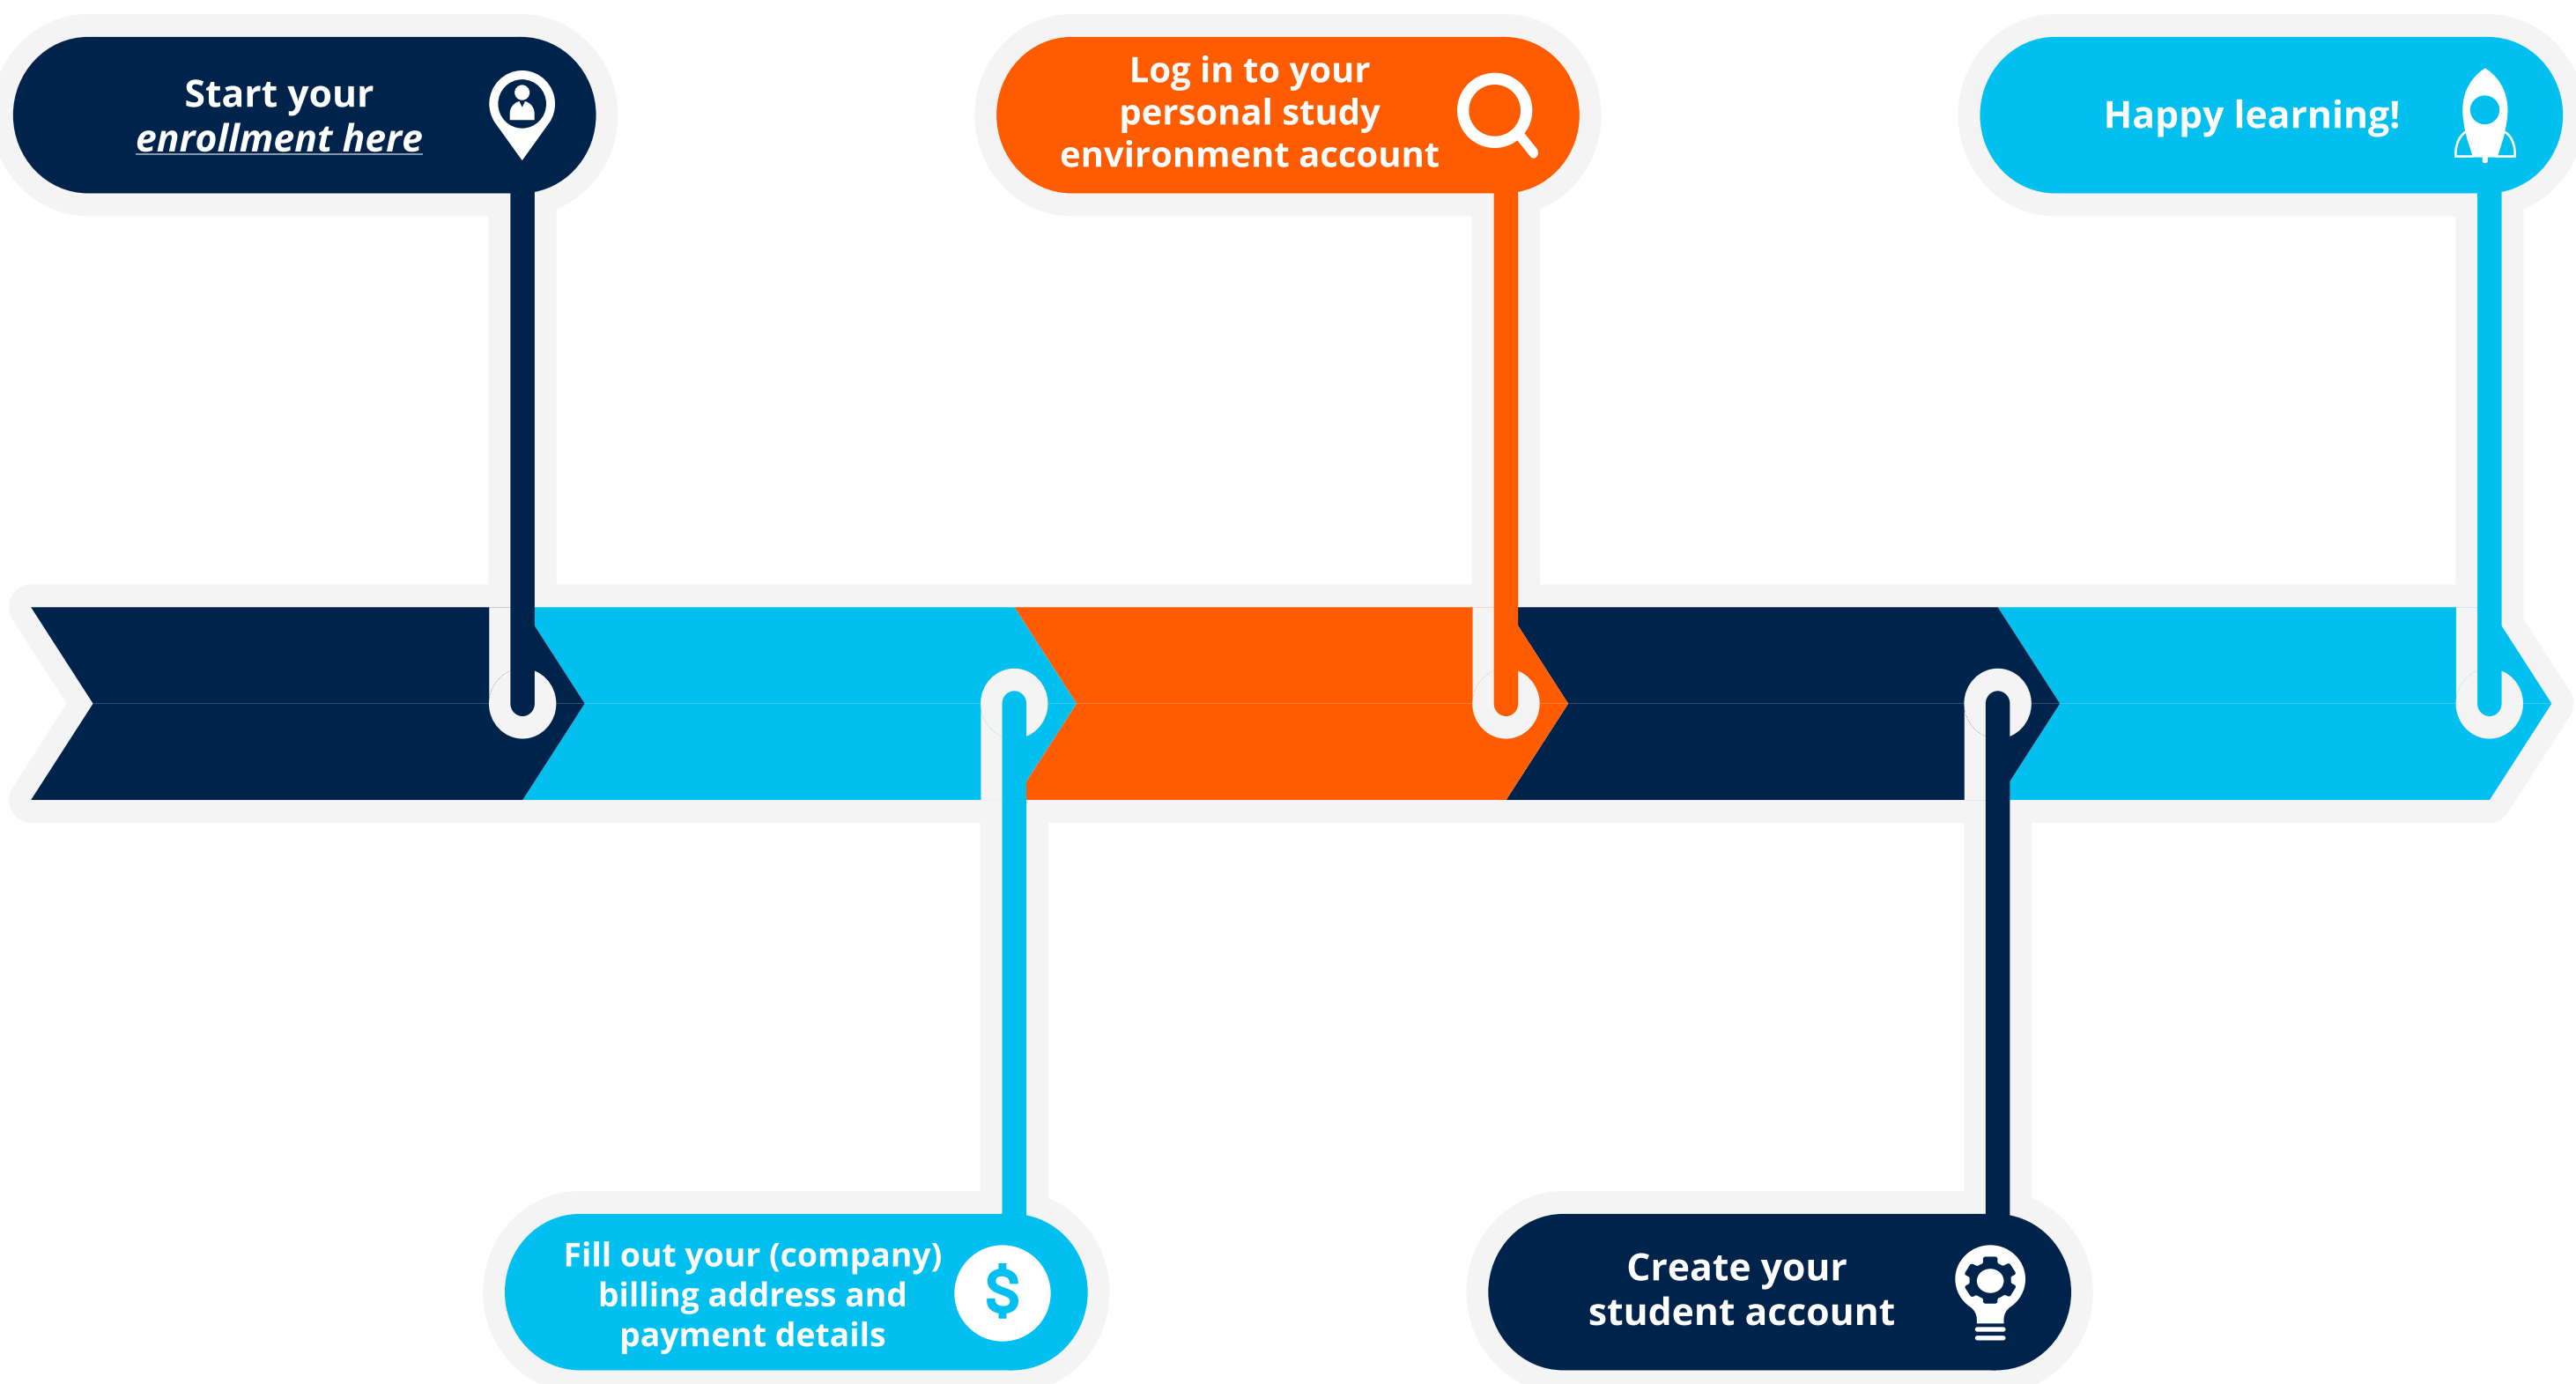 Start your
enrollment here
Log in to your
personal study
environment account
Happy learning!
Fill out your (company)
billing address and
payment details
$
Create your
student account